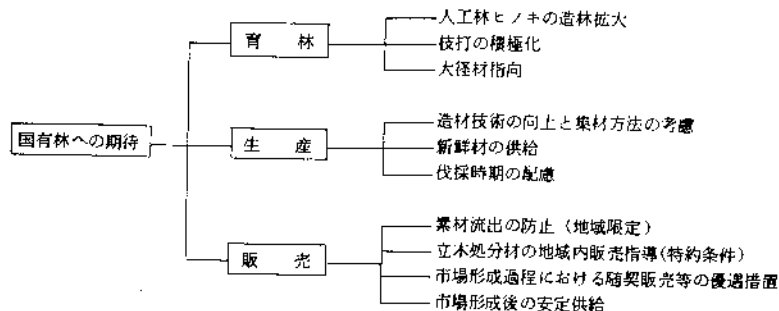 人工林ヒノキの造林拡大
育林
枝打の積極化
大径材指向
国有林への期待
造材技術の向上と集材方法の考慮
生産
新鮮材の供給
伐採時期の配慮
素材流出の防止(地域限定)
立木処分材の地域内販売指導(特約条件)
販売
市場形成過程における随契販売等の優遇措置
市場形成後の安定供給